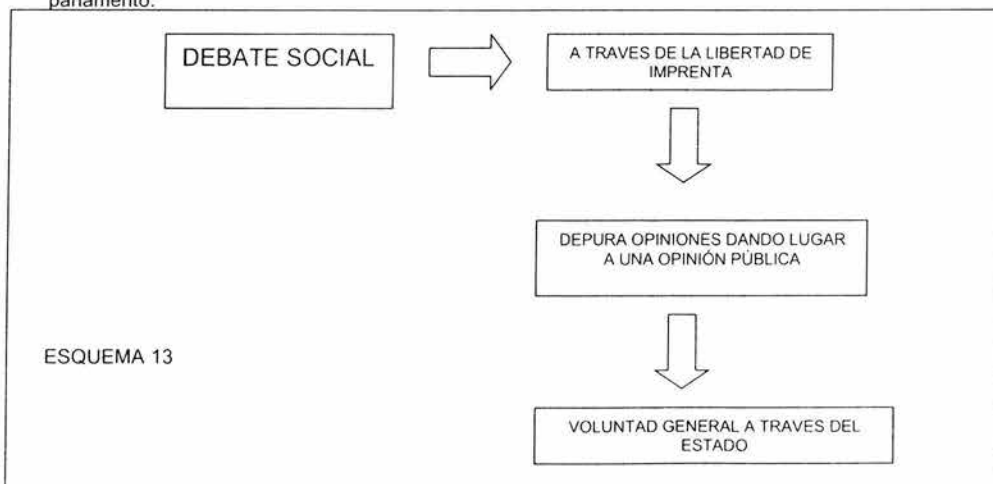 parlamento.
DEBATE SOCIAL
A TRAVES DE LA LIBERTAD DE
IMPRENTA
DEPURA OPINIONES DANDO LUGAR
A UNA OPINIÓN PÚBLICA
ESQUEMA 13
VOLUNTAD GENERAL A TRAVES DEL
ESTADO